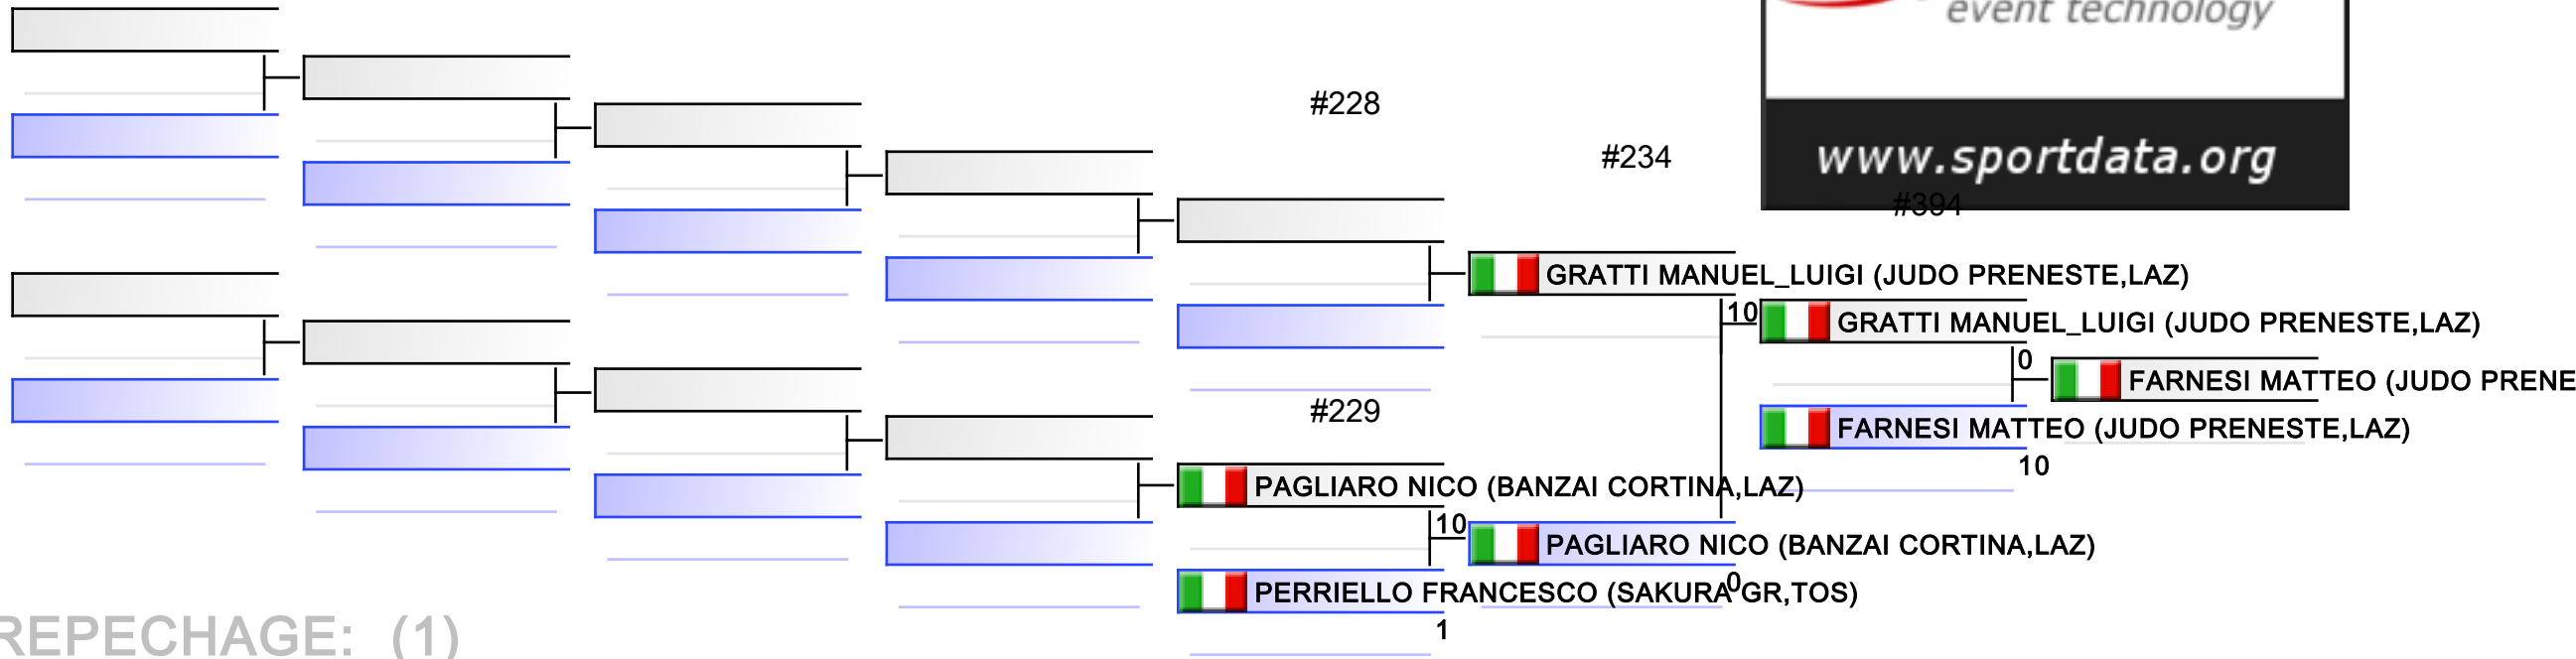 event technology
#228
#234
www.sportdata.org
#394
GRATTI MANUEL_LUIGI (JUDO PRENESTE,LAZ)
10
GRATTI MANUEL_LUIGI (JUDO PRENESTE,LAZ)
0
FARNESI MATTEO (JUDO PRENE
#229
FARNESI MATTEO (JUDO PRENESTE,LAZ)
10
PAGLIARO NICO (BANZAI CORTINA,LAZ)
10
PAGLIARO NICO (BANZAI CORTINA,LAZ)
0
PERRIELLO FRANCESCO (SAKURA GR,TOS)
1
REPECHAGE: (1)